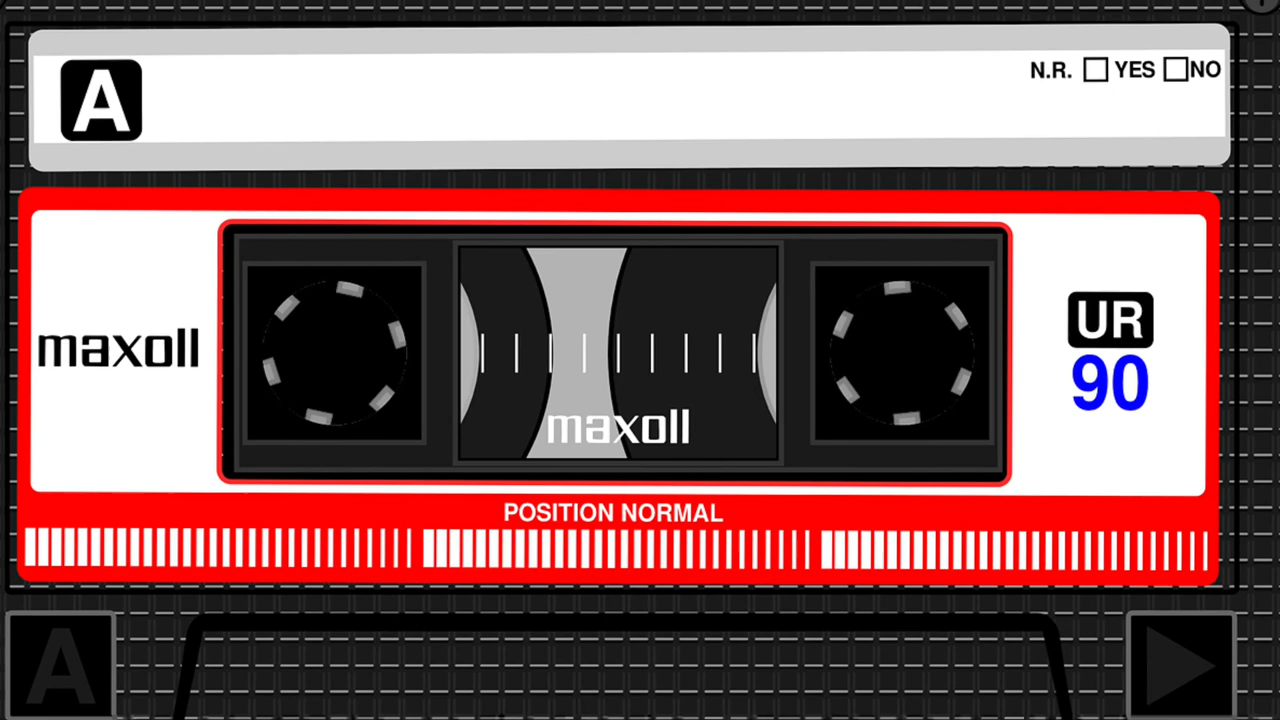 A
N.R. YES NO
maxoll
maxoll
UR
90
POSITION NORMAL
A